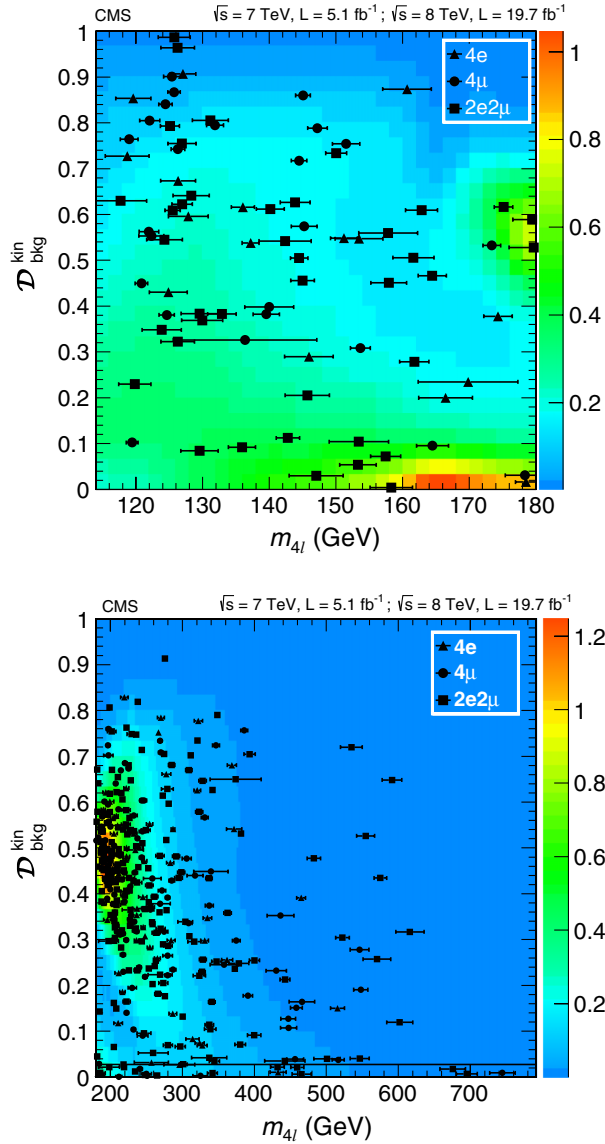 CMS √s = 7 TeV, L = 5.1 fb⁻¹ ; √s = 8 TeV, L = 19.7 fb⁻¹
1
0.9
0.8
0.7
0.6
0.5
0.4
0.3
0.2
0.1
0
𝓓 kin bkg
4e
4μ
2e2μ
1
0.8
0.6
0.4
0.2
120 130 140 150 160 170 180
m4l (GeV)
CMS √s = 7 TeV, L = 5.1 fb⁻¹ ; √s = 8 TeV, L = 19.7 fb⁻¹
1
0.9
0.8
0.7
0.6
0.5
0.4
0.3
0.2
0.1
0
𝓓 kin bkg
4e
4μ
2e2μ
1.2
1
0.8
0.6
0.4
0.2
200 300 400 500 600 700
m4l (GeV)